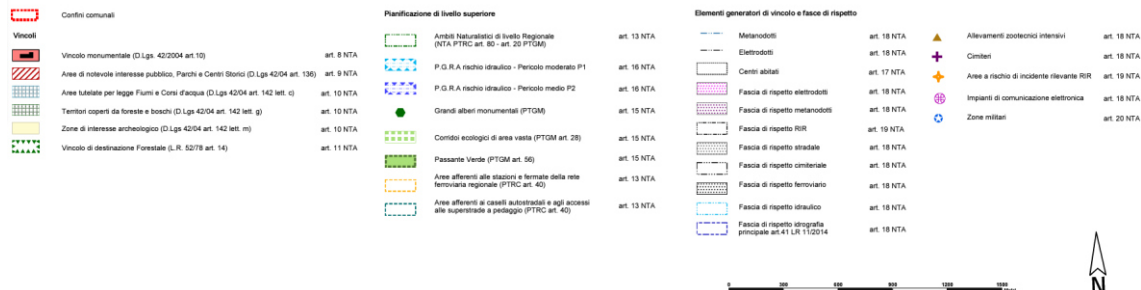 Confini comunali
Vincoli
Vincolo monumentale (D.Lgs. 42/2004 art.10) art. 8 NTA
Aree di notevole interesse pubblico, Parchi e Centri Storici (D.Lgs 42/04 art. 136) art. 9 NTA
Aree tutelate per legge Fiumi e Corsi d'acqua (D.Lgs 42/04 art. 142 lett. c) art. 10 NTA
Territori coperti da foreste e boschi (D.Lgs 42/04 art. 142 lett. g) art. 10 NTA
Zone di interesse archeologico (D.Lgs 42/04 art. 142 lett. m) art. 10 NTA
Vincolo di destinazione Forestale (L.R. 52/78 art. 14) art. 11 NTA
Pianificazione di livello superiore
Ambiti Naturalistici di livello Regionale
(NTA PTRC art. 80 - art. 20 PTGM) art. 13 NTA
P.G.R.A rischio idraulico - Pericolo moderato P1 art. 16 NTA
P.G.R.A rischio idraulico - Pericolo medio P2 art. 16 NTA
Grandi alberi monumentali (PTGM) art. 15 NTA
Corridoi ecologici di area vasta (PTGM art. 28) art. 15 NTA
Passante Verde (PTGM art. 56) art. 15 NTA
Aree afferenti alle stazioni e fermate della rete
ferroviaria regionale (PTRC art. 40) art. 13 NTA
Aree afferenti ai caselli autostradali e agli accessi
alle superstrade a pedaggio (PTRC art. 40) art. 13 NTA
Elementi generatori di vincolo e fasce di rispetto
Metanodotti art. 18 NTA
Elettrodotti art. 18 NTA
Centri abitati art. 17 NTA
Fascia di rispetto elettrodotti art. 18 NTA
Fascia di rispetto metanodotti art. 18 NTA
Fascia di rispetto RIR art. 19 NTA
Fascia di rispetto stradale art. 18 NTA
Fascia di rispetto cimiteriale art. 18 NTA
Fascia di rispetto ferroviario art. 18 NTA
Fascia di rispetto idraulico art. 18 NTA
Fascia di rispetto idrografia
principale art.41 LR 11/2014 art. 18 NTA
Allevamenti zootecnici intensivi art. 18 NTA
Cimiteri art. 18 NTA
Aree a rischio di incidente rilevante RIR art. 19 NTA
Impianti di comunicazione elettronica art. 18 NTA
Zone militari art. 20 NTA
N
0 300 600 900 1200 1500